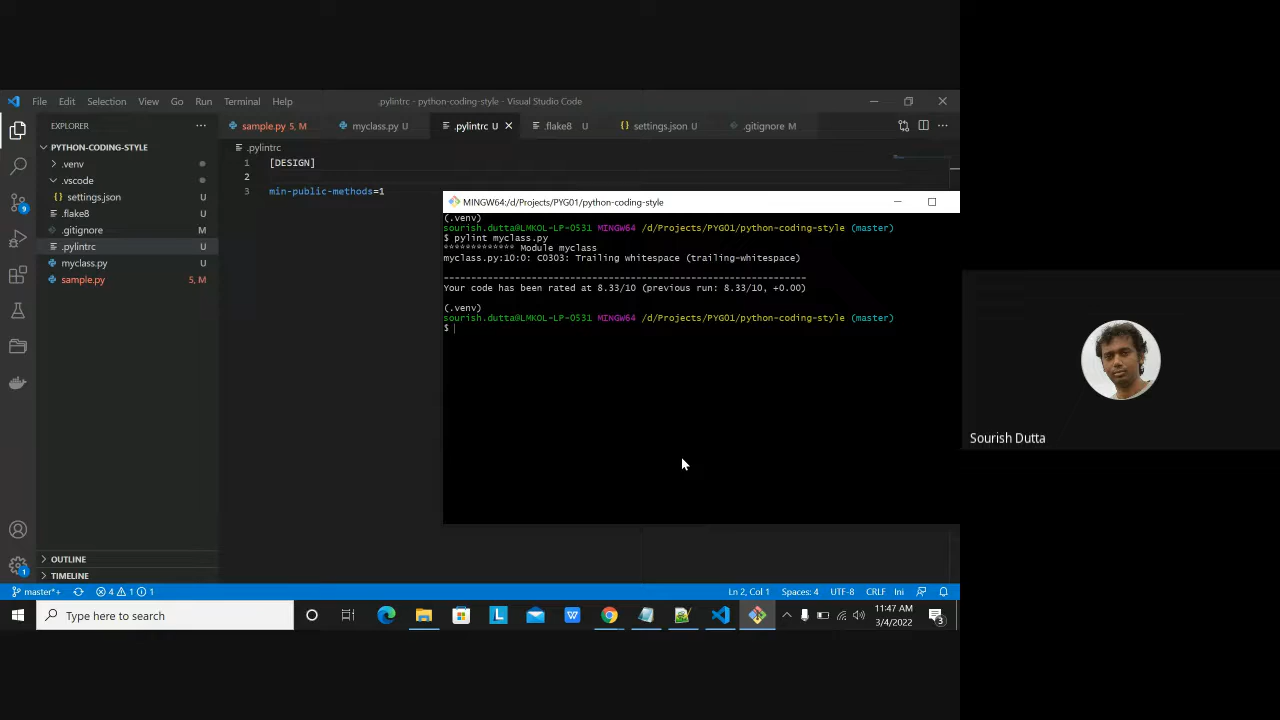 File Edit Selection View Go Run Terminal Help
.pylintrc - python-coding-style - Visual Studio Code
EXPLORER
sample.py 5, M
myclass.py U
.pylintrc U
.flake8 U
settings.json U
.gitignore M
PYTHON-CODING-STYLE
.venv
.vscode
settings.json U
.flake8 U
.gitignore M
.pylintrc U
myclass.py U
sample.py 5, M
OUTLINE
TIMELINE
.pylintrc
1 [DESIGN]
2
3 min-public-methods=1
MINGW64:/d/Projects/PYG01/python-coding-style
(.venv)
sourish.dutta@LMKOL-LP-0531 MINGW64 /d/Projects/PYG01/python-coding-style (master)
$ pylint myclass.py
************* Module myclass
myclass.py:10:0: C0303: Trailing whitespace (trailing-whitespace)
------------------------------------------------------------------
Your code has been rated at 8.33/10 (previous run: 8.33/10, +0.00)
(.venv)
sourish.dutta@LMKOL-LP-0531 MINGW64 /d/Projects/PYG01/python-coding-style (master)
$
Sourish Dutta
9
1
master*+ 4 1 1
Ln 2, Col 1 Spaces: 4 UTF-8 CRLF Ini
Type here to search
L
W
11:47 AM
3/4/2022
3